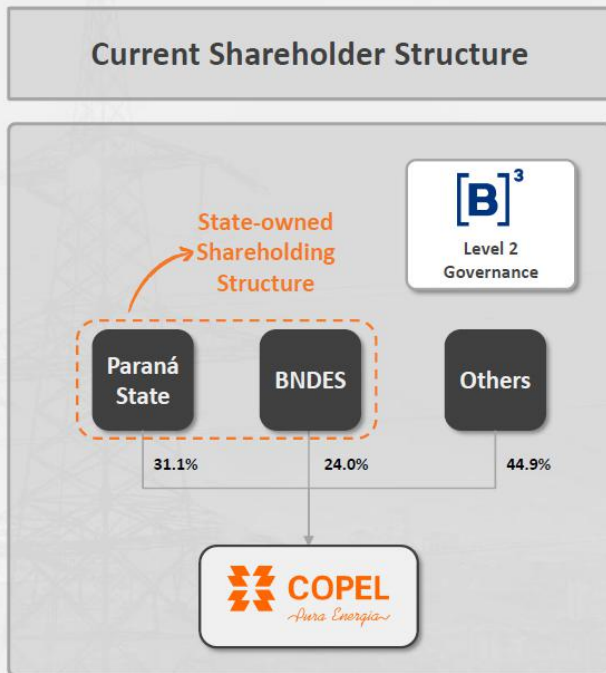 Current Shareholder Structure
[B]³
Level 2
Governance
State-owned
Shareholding
Structure
Paraná
State
BNDES
Others
31.1%
24.0%
44.9%
COPEL
Pura Energia